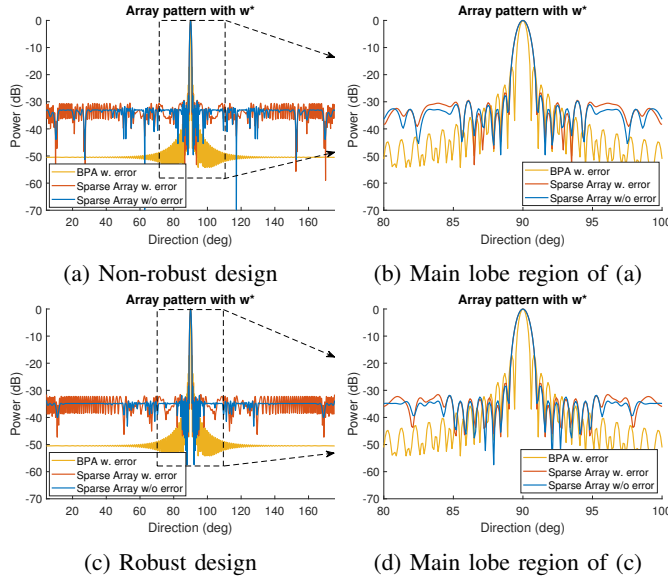 Array pattern with w*
0
-10
-20
-30
-40
-50
-60
-70
Power (dB)
BPA w. error
Sparse Array w. error
Sparse Array w/o error
20 40 60 80 100 120 140 160
Direction (deg)
(a) Non-robust design
Array pattern with w*
0
-10
-20
-30
-40
-50
-60
-70
Power (dB)
BPA w. error
Sparse Array w. error
Sparse Array w/o error
80 85 90 95 100
Direction (deg)
(b) Main lobe region of (a)
Array pattern with w*
0
-10
-20
-30
-40
-50
-60
-70
Power (dB)
BPA w. error
Sparse Array w. error
Sparse Array w/o error
20 40 60 80 100 120 140 160
Direction (deg)
(c) Robust design
Array pattern with w*
0
-10
-20
-30
-40
-50
-60
-70
Power (dB)
BPA w. error
Sparse Array w. error
Sparse Array w/o error
80 85 90 95 100
Direction (deg)
(d) Main lobe region of (c)